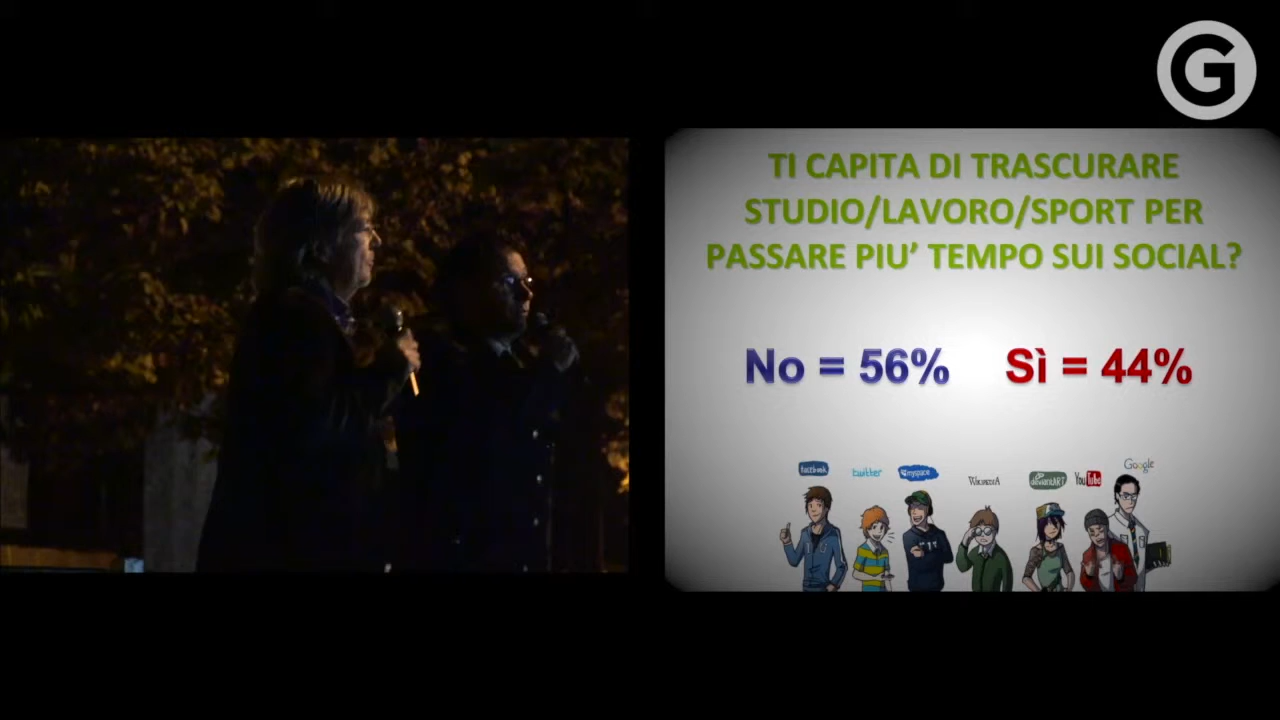 G
TI CAPITA DI TRASCURARE
STUDIO/LAVORO/SPORT PER
PASSARE PIU’ TEMPO SUI SOCIAL?
No = 56% Sì = 44%
facebook twitter myspace WIKIPEDIA deviantART YouTube Google